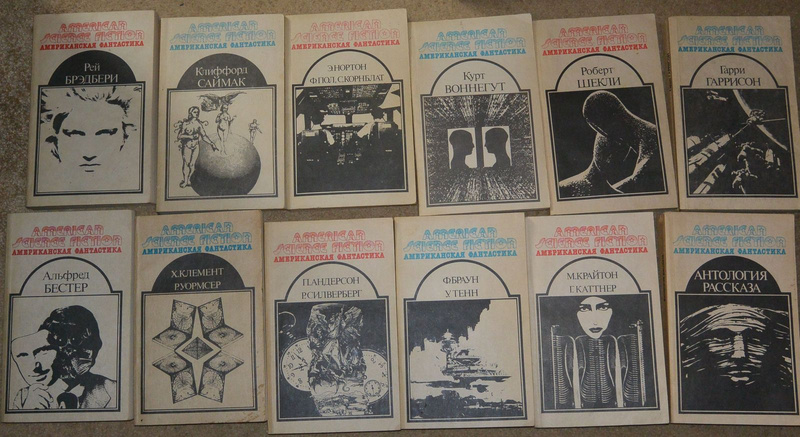 AMERICAN
SCIENCE FICTION
АМЕРИКАНСКАЯ ФАНТАСТИКА
Рей
БРЭДБЕРИ
AMERICAN
SCIENCE FICTION
АМЕРИКАНСКАЯ ФАНТАСТИКА
Клиффорд
САЙМАК
AMERICAN
SCIENCE FICTION
АМЕРИКАНСКАЯ ФАНТАСТИКА
Э.НОРТОН
Ф.ПОЛ, С.КОРНБЛАТ
AMERICAN
SCIENCE FICTION
АМЕРИКАНСКАЯ ФАНТАСТИКА
Курт
ВОННЕГУТ
AMERICAN
SCIENCE FICTION
АМЕРИКАНСКАЯ ФАНТАСТИКА
Роберт
ШЕКЛИ
AMERICAN
SCIENCE FICTION
АМЕРИКАНСКАЯ ФАНТАСТИКА
Гарри
ГАРРИСОН
AMERICAN
SCIENCE FICTION
АМЕРИКАНСКАЯ ФАНТАСТИКА
Альфред
БЕСТЕР
AMERICAN
SCIENCE FICTION
АМЕРИКАНСКАЯ ФАНТАСТИКА
Х.КЛЕМЕНТ
Р.УОРМСЕР
AMERICAN
SCIENCE FICTION
АМЕРИКАНСКАЯ ФАНТАСТИКА
П.АНДЕРСОН
Р.СИЛВЕРБЕРГ
AMERICAN
SCIENCE FICTION
АМЕРИКАНСКАЯ ФАНТАСТИКА
Ф.БРАУН
У.ТЕНН
AMERICAN
SCIENCE FICTION
АМЕРИКАНСКАЯ ФАНТАСТИКА
М.КРАЙТОН
Г.КАТТНЕР
AMERICAN
SCIENCE FICTION
АМЕРИКАНСКАЯ ФАНТАСТИКА
АНТОЛОГИЯ
РАССКАЗА